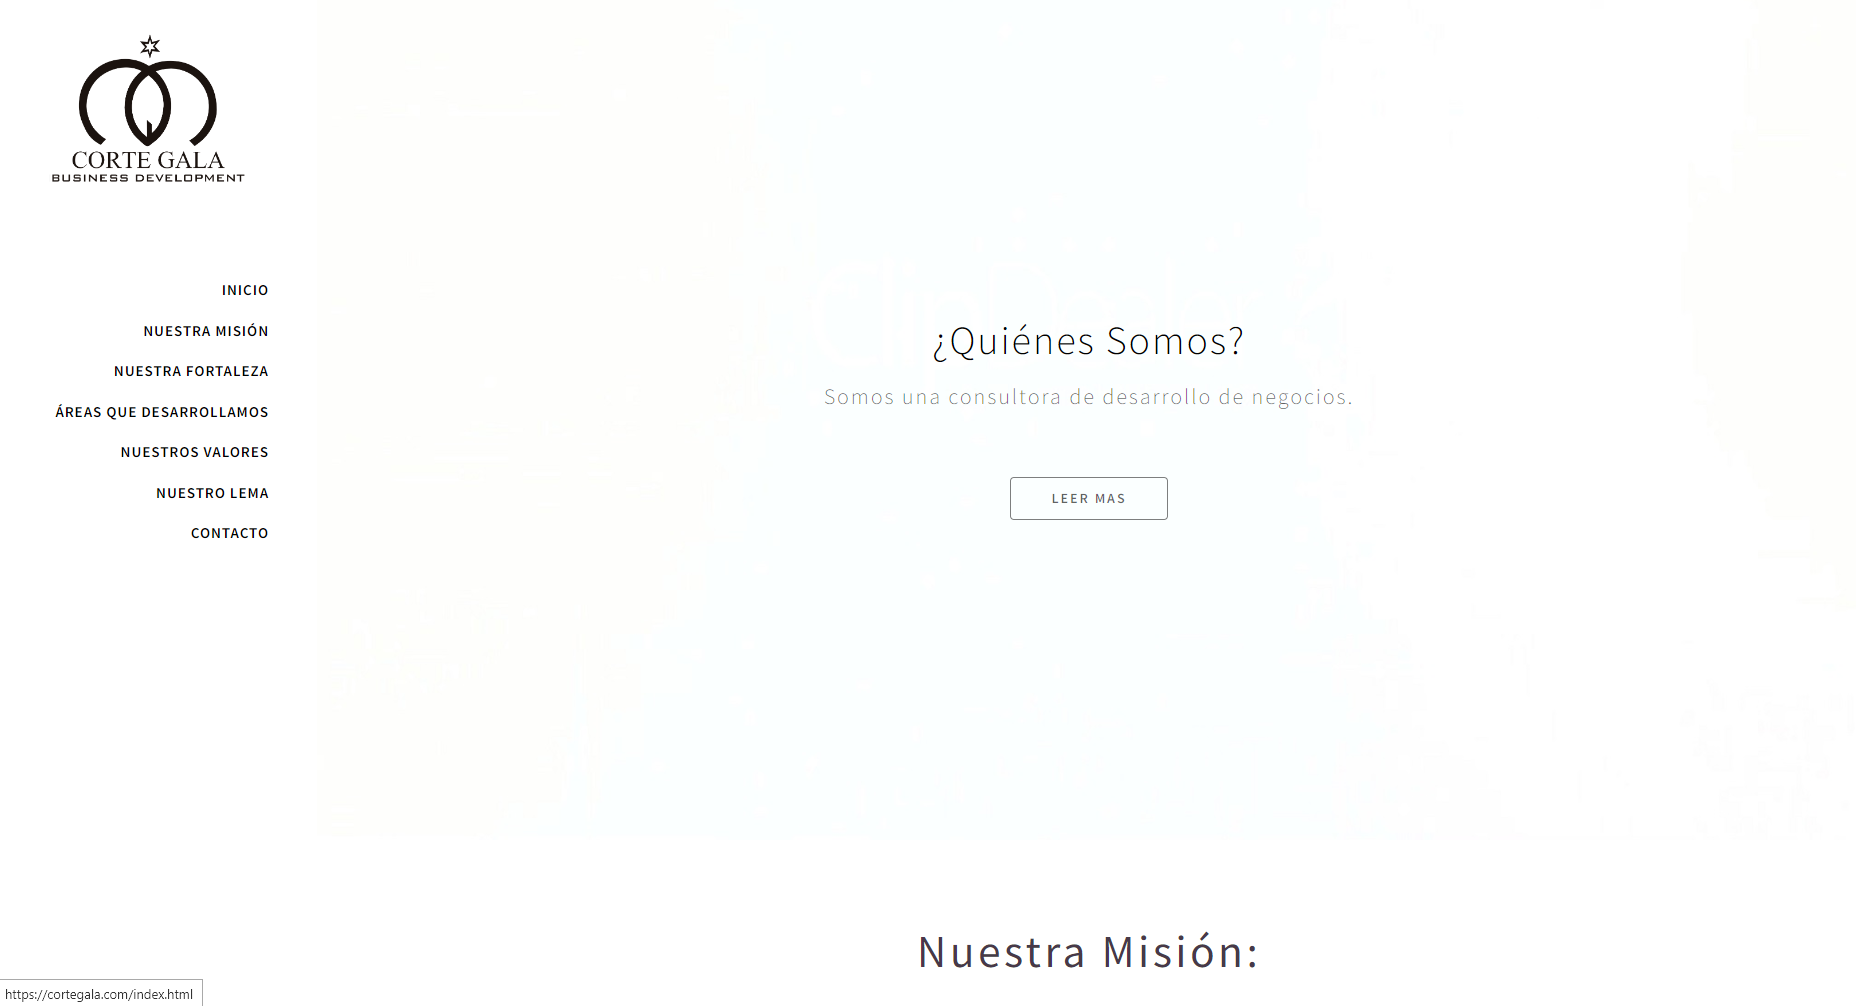 CORTE GALA
BUSINESS DEVELOPMENT
INICIO
NUESTRA MISIÓN
NUESTRA FORTALEZA
ÁREAS QUE DESARROLLAMOS
NUESTROS VALORES
NUESTRO LEMA
CONTACTO
¿Quiénes Somos?
Somos una consultora de desarrollo de negocios.
LEER MAS
Nuestra Misión:
https://cortegala.com/index.html